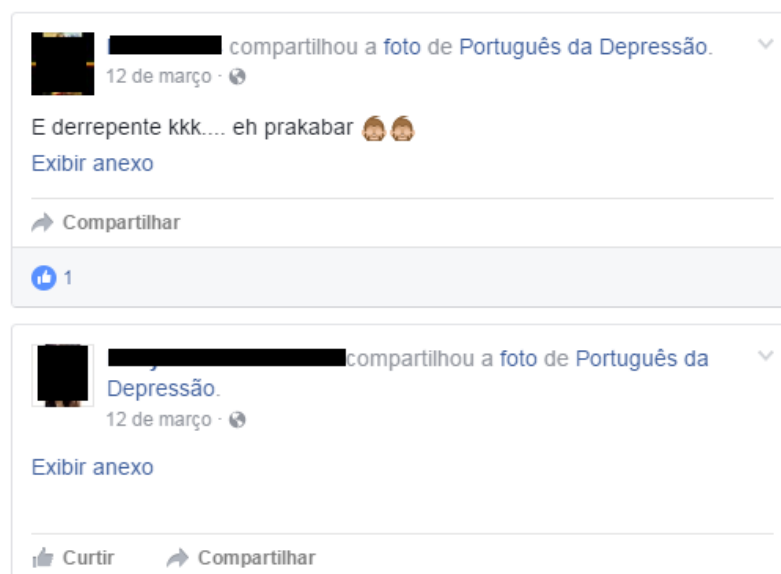 compartilhou a foto de Português da Depressão.
12 de março ·
E derrepente kkk.... eh prakabar 🙈🙈
Exibir anexo
Compartilhar
1
compartilhou a foto de Português da
Depressão.
12 de março ·
Exibir anexo
Curtir Compartilhar